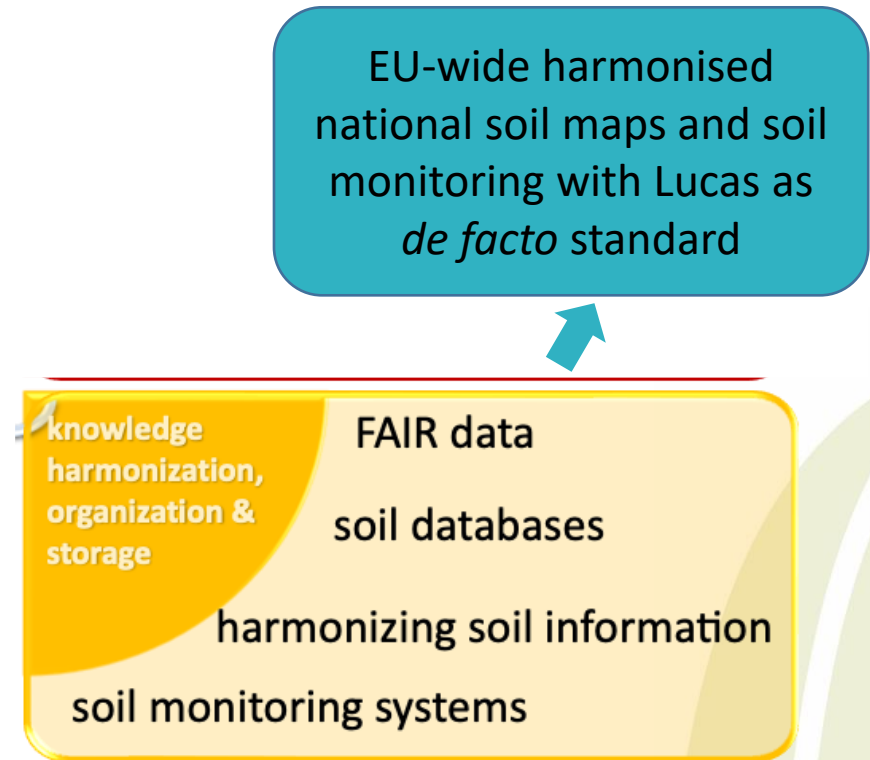 EU-wide harmonised
national soil maps and soil
monitoring with Lucas as
de facto standard
knowledge
harmonization,
organization &
storage
FAIR data
soil databases
harmonizing soil information
soil monitoring systems